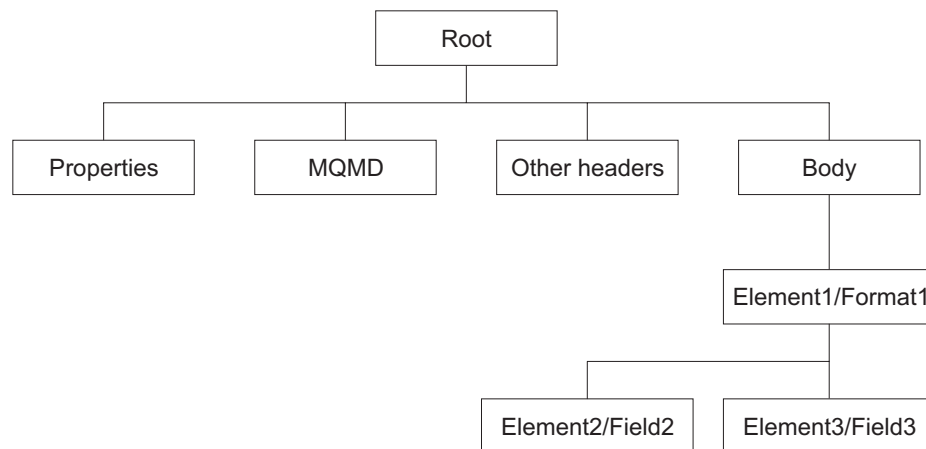 Root
Properties
MQMD
Other headers
Body
Element1/Format1
Element2/Field2
Element3/Field3